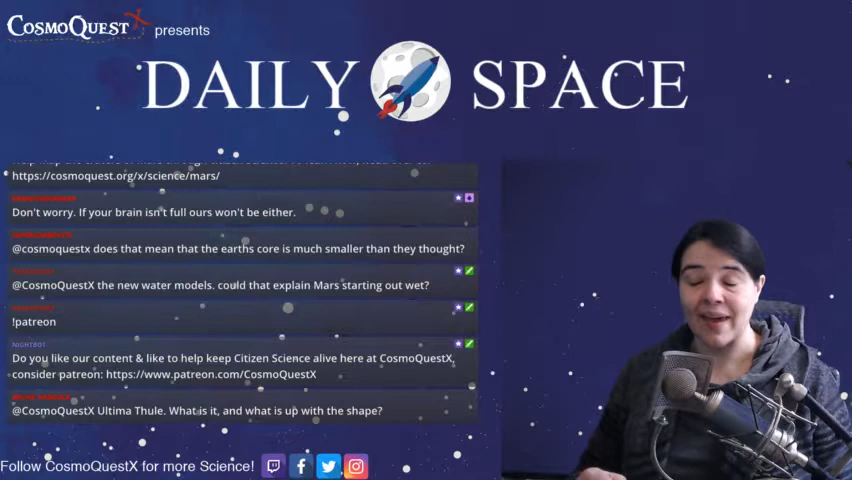 COSMOQUEST X presents
DAILY SPACE
https://cosmoquest.org/x/science/mars/
Don't worry. If your brain isn't full ours won't be either.
@cosmoquestx does that mean that the earths core is much smaller than they thought?
@CosmoQuestX the new water models. could that explain Mars starting out wet?
!patreon
NIGHTBOT
Do you like our content & like to help keep Citizen Science alive here at CosmoQuestX,
consider patreon: https://www.patreon.com/CosmoQuestX
@CosmoQuestX Ultima Thule. What is it, and what is up with the shape?
Follow CosmoQuestX for more Science!